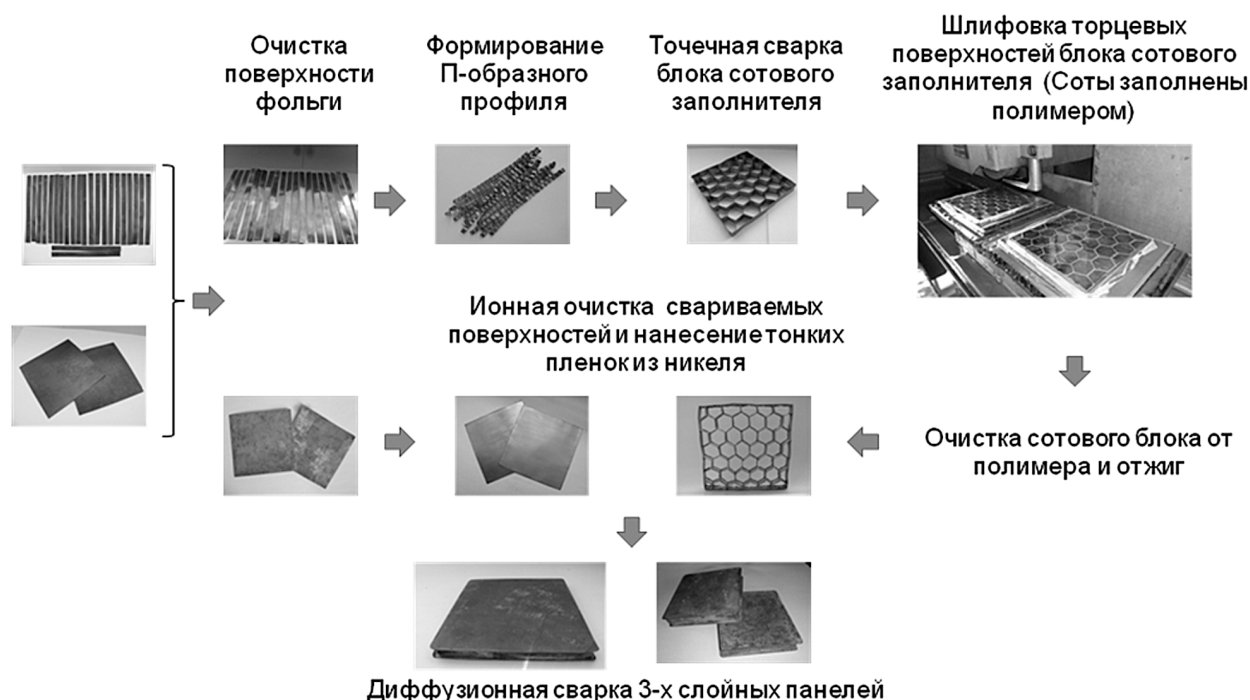 Очистка
поверхности
фольги
Формирование
П-образного
профиля
Точечная сварка
блока сотового
заполнителя
Шлифовка торцевых
поверхностей блока сотового
заполнителя (Соты заполнены
полимером)
Ионная очистка свариваемых
поверхностей и нанесение тонких
пленок из никеля
Очистка сотового блока от
полимера и отжиг
Диффузионная сварка 3-х слойных панелей